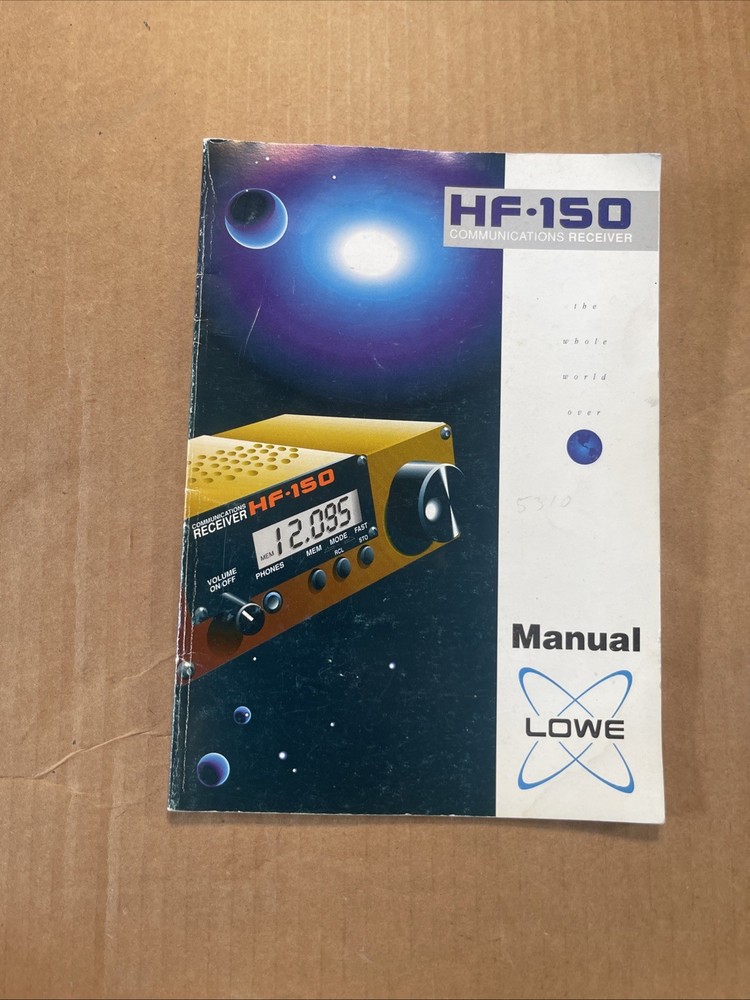 HF·150
COMMUNICATIONS RECEIVER
the
whole
world
over
5310
COMMUNICATIONS
RECEIVER HF·150
MEM 12.095
VOLUME
ON OFF
PHONES
MEM MODE FAST
RCL STO
Manual
LOWE